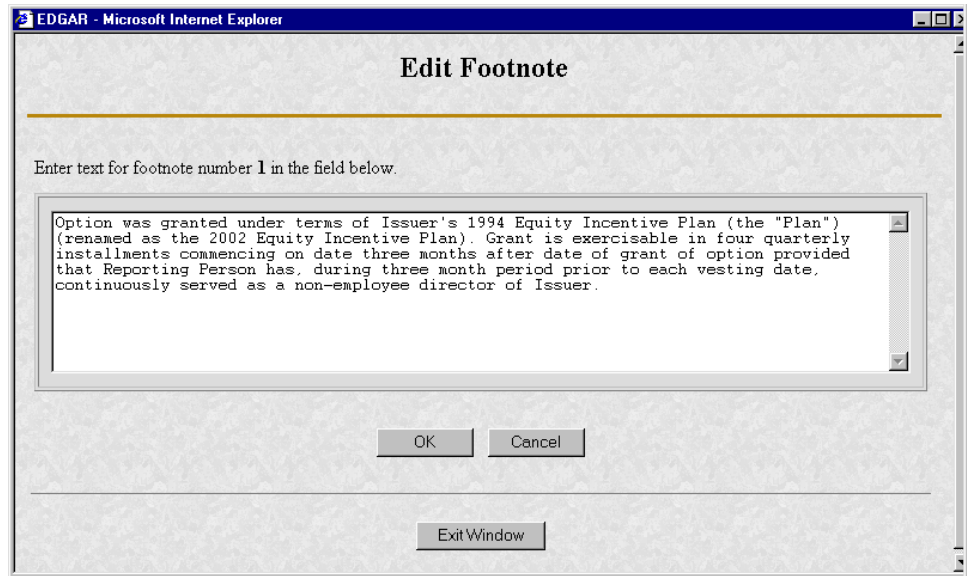 EDGAR - Microsoft Internet Explorer
Edit Footnote
Enter text for footnote number 1 in the field below.
Option was granted under terms of Issuer's 1994 Equity Incentive Plan (the "Plan")
(renamed as the 2002 Equity Incentive Plan). Grant is exercisable in four quarterly
installments commencing on date three months after date of grant of option provided
that Reporting Person has, during three month period prior to each vesting date,
continuously served as a non-employee director of Issuer.
OK
Cancel
Exit Window